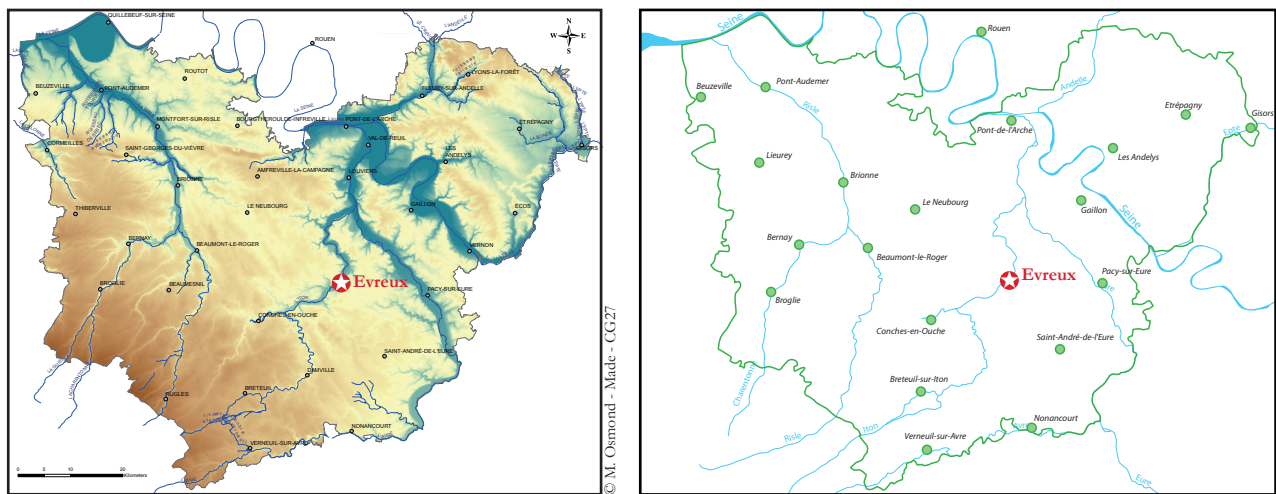 QUILLEBEUF-SUR-SEINE
L'ANDELLE
N
W E
S
ROUEN
LYONS-LA-FORÊT
ROUTOT
BEUZEVILLE
PONT-AUDEMER
FLEURY-SUR-ANDELLE
LA SEINE
MONTFORT-SUR-RISLE
BOURGTHEROULDE-INFREVILLE
PONT-DE-L'ARCHE
ETRÉPAGNY
LA BONDE
CORMEILLES
SAINT-GEORGES-DU-VIÈVRE
VAL-DE-REUIL
GISORS
LES
ANDELYS
AMFREVILLE-LA-CAMPAGNE
LOUVIERS
BRIONNE
THIBERVILLE
LE NEUBOURG
GAILLON
ECOS
BERNAY
BEAUMONT-LE-ROGER
VERNON
Evreux
BROGLIE
BEAUMESNIL
PACY-SUR-EURE
CONCHES-EN-OUCHE
SAINT-ANDRÉ-DE-L'EURE
DAMVILLE
RUGLES
BRETEUIL
NONANCOURT
VERNEUIL-SUR-AVRE
0 5 10 20
Kilometers
© M. Osmond - Made - CG27
Seine
Rouen
Pont-Audemer
Andelle
Beuzeville
Risle
Etrépagny
Gisors
Pont-de-l'Arche
Epte
Lieurey
Les Andelys
Brionne
Le Neubourg
Gaillon
Seine
Bernay
Beaumont-le-Roger
Evreux
Pacy-sur-Eure
Broglie
Conches-en-Ouche
Saint-André-de-l'Eure
Charentonne
Breteuil-sur-Iton
Nonancourt
Iton
Risle
Verneuil-sur-Avre
Eure